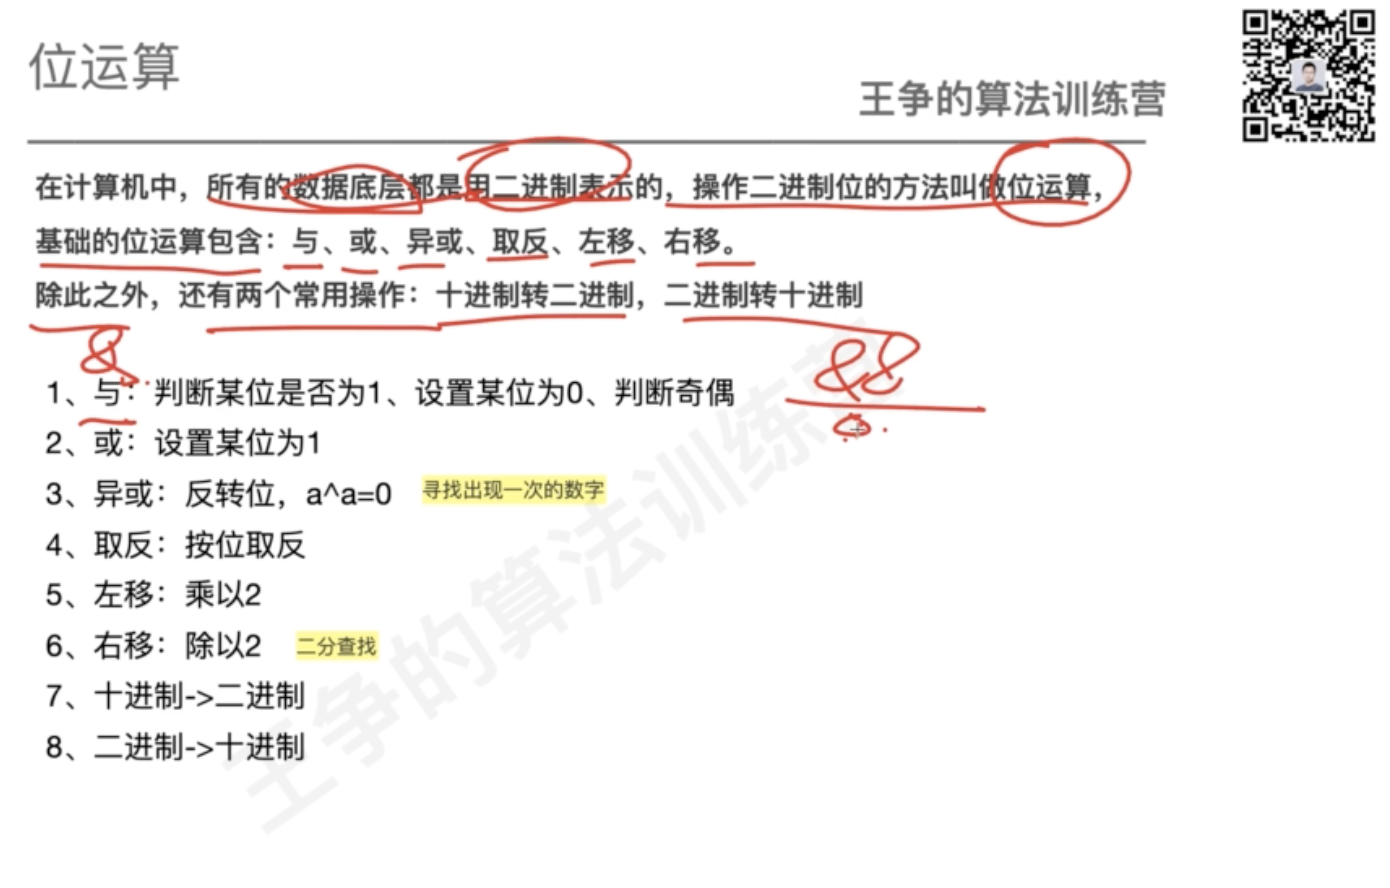 位运算
王争的算法训练营
在计算机中，所有的数据底层都是用二进制表示的，操作二进制位的方法叫做位运算，
基础的位运算包含：与、或、异或、取反、左移、右移。
除此之外，还有两个常用操作：十进制转二进制，二进制转十进制
&
&&
1、与：判断某位是否为1、设置某位为0、判断奇偶
2、或：设置某位为1
3、异或：反转位，a^a=0 寻找出现一次的数字
4、取反：按位取反
5、左移：乘以2
6、右移：除以2 二分查找
7、十进制->二进制
8、二进制->十进制
王争的算法训练营